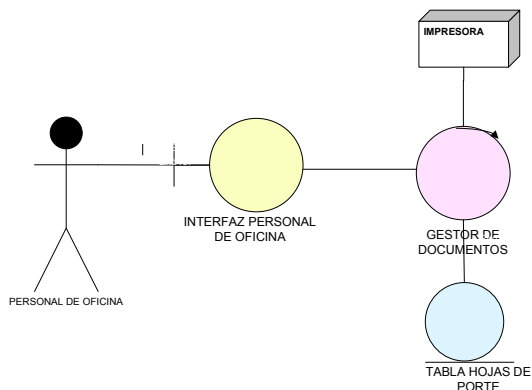 IMPRESORA
INTERFAZ PERSONAL
DE OFICINA
GESTOR DE
DOCUMENTOS
PERSONAL DE OFICINA
TABLA HOJAS DE
PORTE